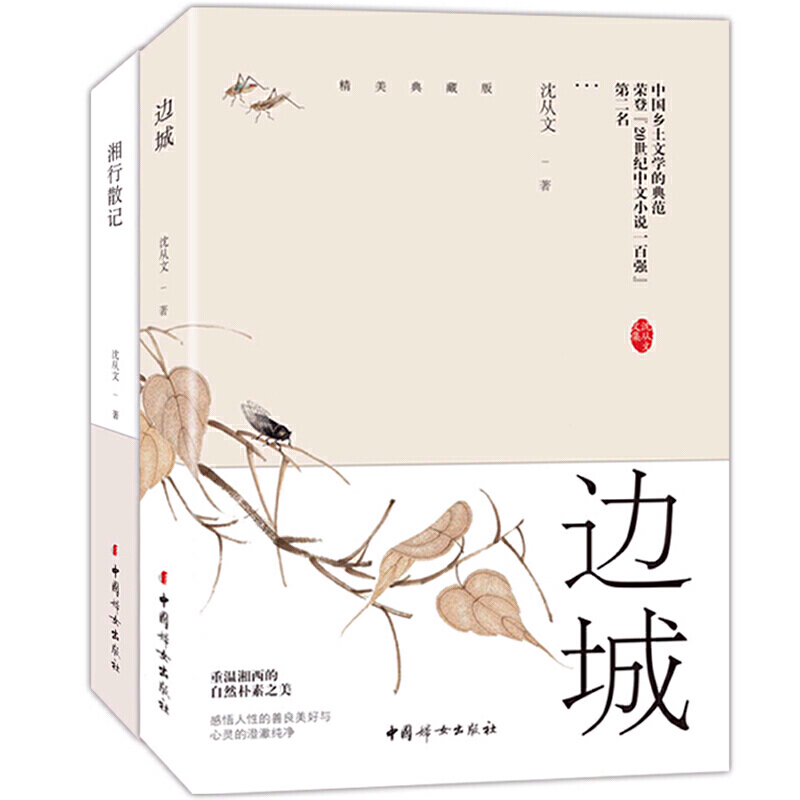 湘行散记
沈从文 — 著
中国妇女出版社
边城
沈从文 — 著
中国妇女出版社
精美典藏版
中国乡土文学的典范
荣登『20世纪中文小说一百强』
第二名
…
沈从文 — 著
沈从文
文集
边城
重温湘西的
自然朴素之美
感悟人性的善良美好与
心灵的澄澈纯净
中国妇女出版社